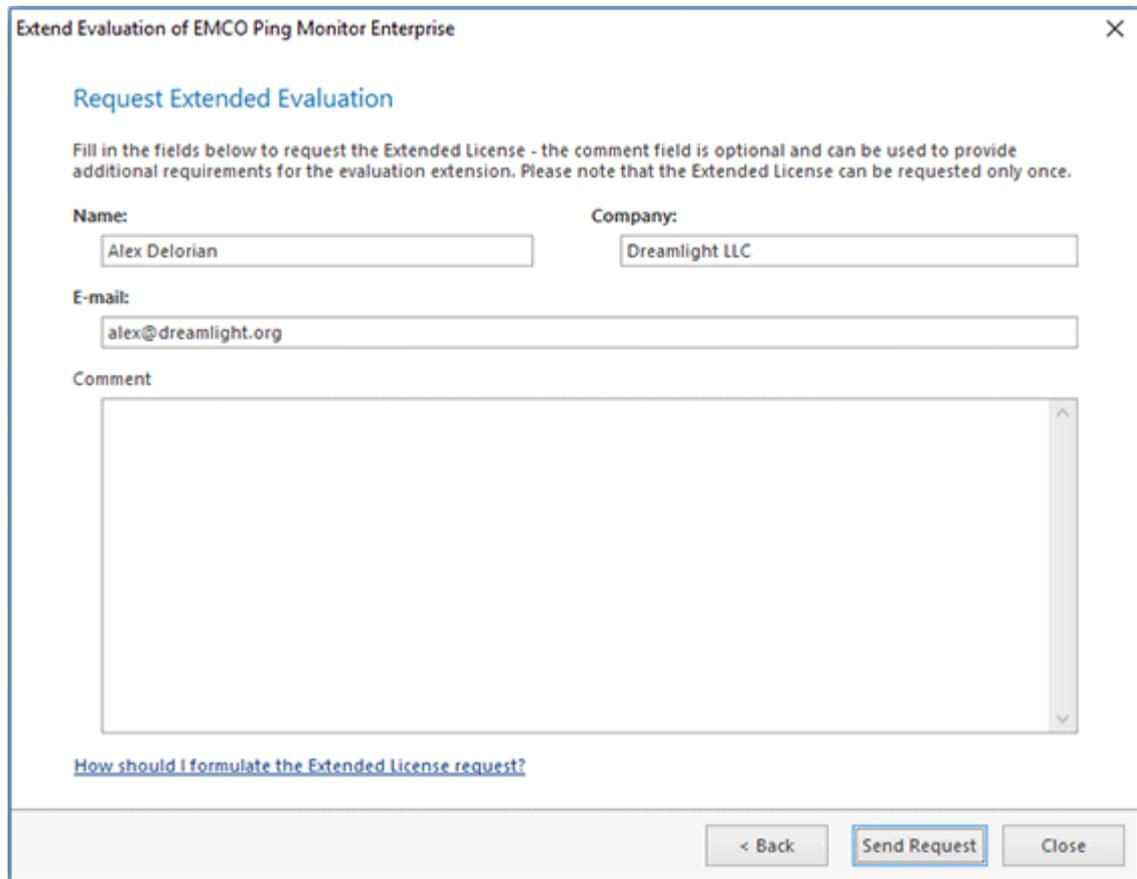 Extend Evaluation of EMCO Ping Monitor Enterprise
Request Extended Evaluation
Fill in the fields below to request the Extended License - the comment field is optional and can be used to provide
additional requirements for the evaluation extension. Please note that the Extended License can be requested only once.
Name: Company:
Alex Delorian Dreamlight LLC
E-mail:
alex@dreamlight.org
Comment
How should I formulate the Extended License request?
< Back Send Request Close